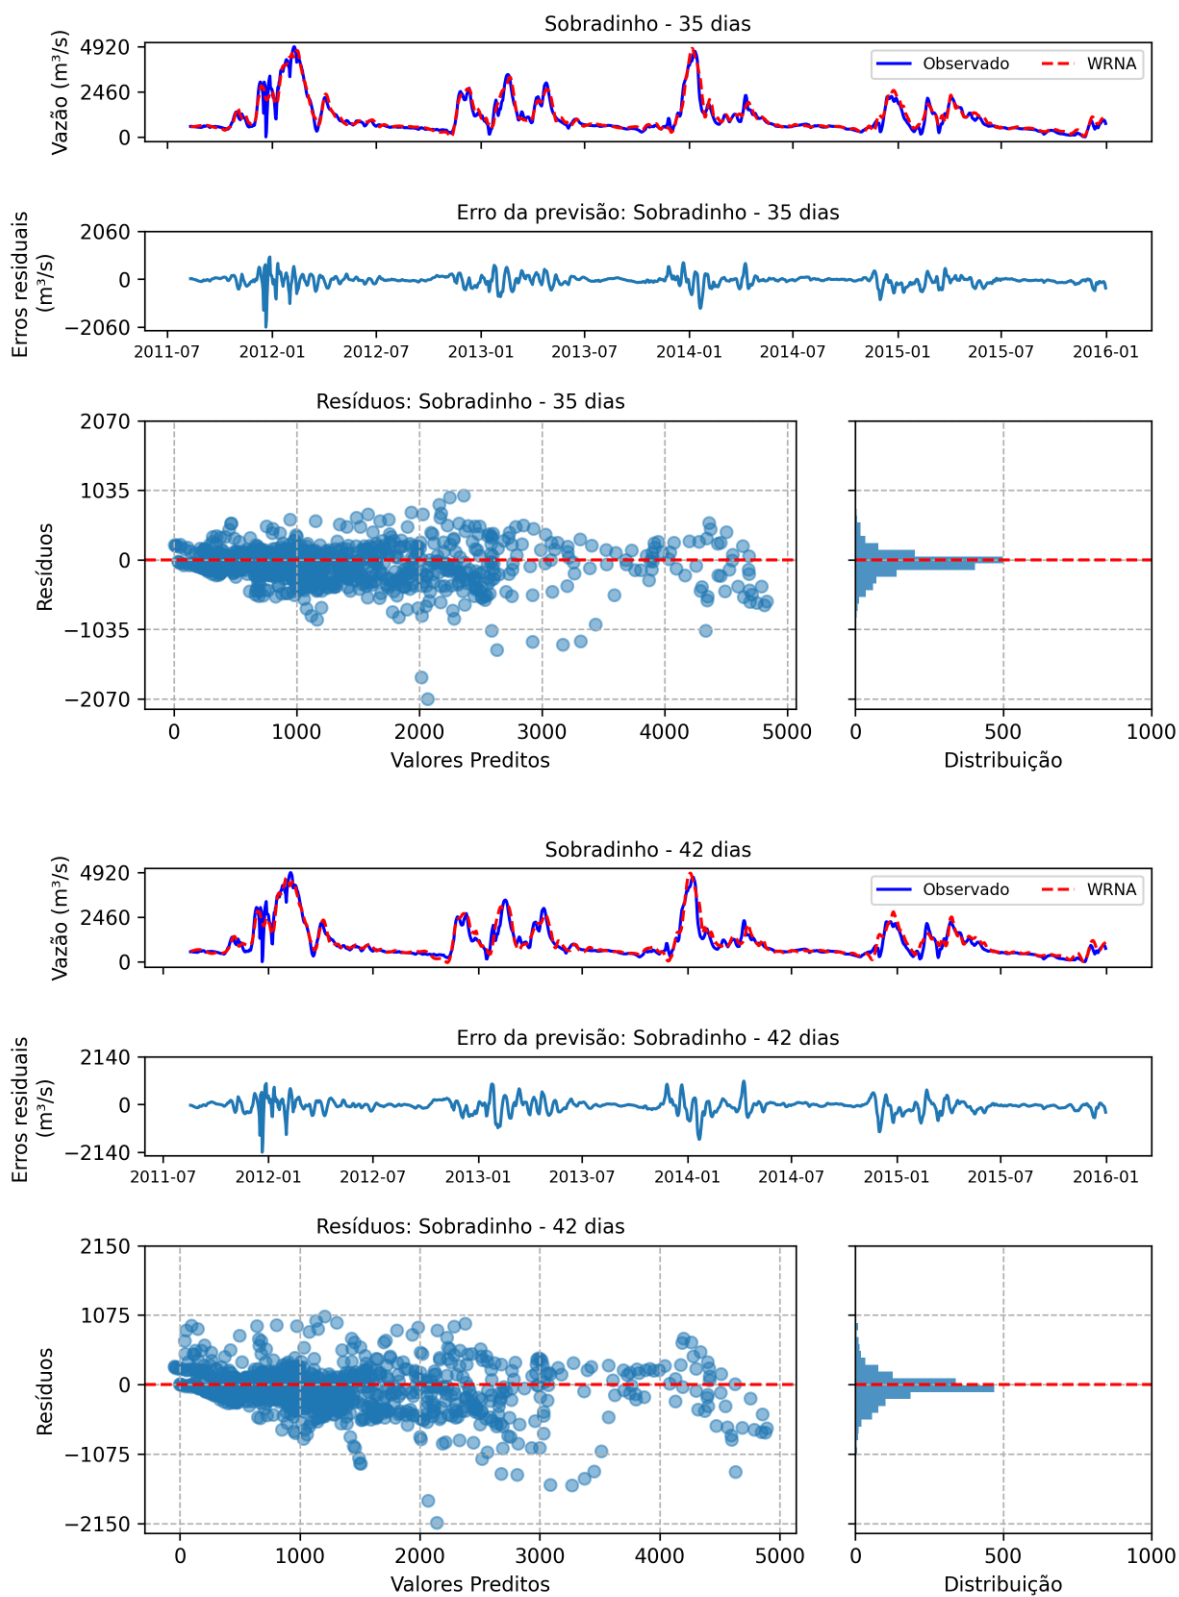 Sobradinho - 35 dias
Vazão (m³/s)
4920
2460
0
Observado
WRNA
Erro da previsão: Sobradinho - 35 dias
Erros residuais
(m³/s)
2060
0
−2060
2011-07 2012-01 2012-07 2013-01 2013-07 2014-01 2014-07 2015-01 2015-07 2016-01
Resíduos: Sobradinho - 35 dias
Resíduos
2070
1035
0
−1035
−2070
0 1000 2000 3000 4000 5000
Valores Preditos
0 500 1000
Distribuição
Sobradinho - 42 dias
Vazão (m³/s)
4920
2460
0
Observado
WRNA
Erro da previsão: Sobradinho - 42 dias
Erros residuais
(m³/s)
2140
0
−2140
2011-07 2012-01 2012-07 2013-01 2013-07 2014-01 2014-07 2015-01 2015-07 2016-01
Resíduos: Sobradinho - 42 dias
Resíduos
2150
1075
0
−1075
−2150
0 1000 2000 3000 4000 5000
Valores Preditos
0 500 1000
Distribuição